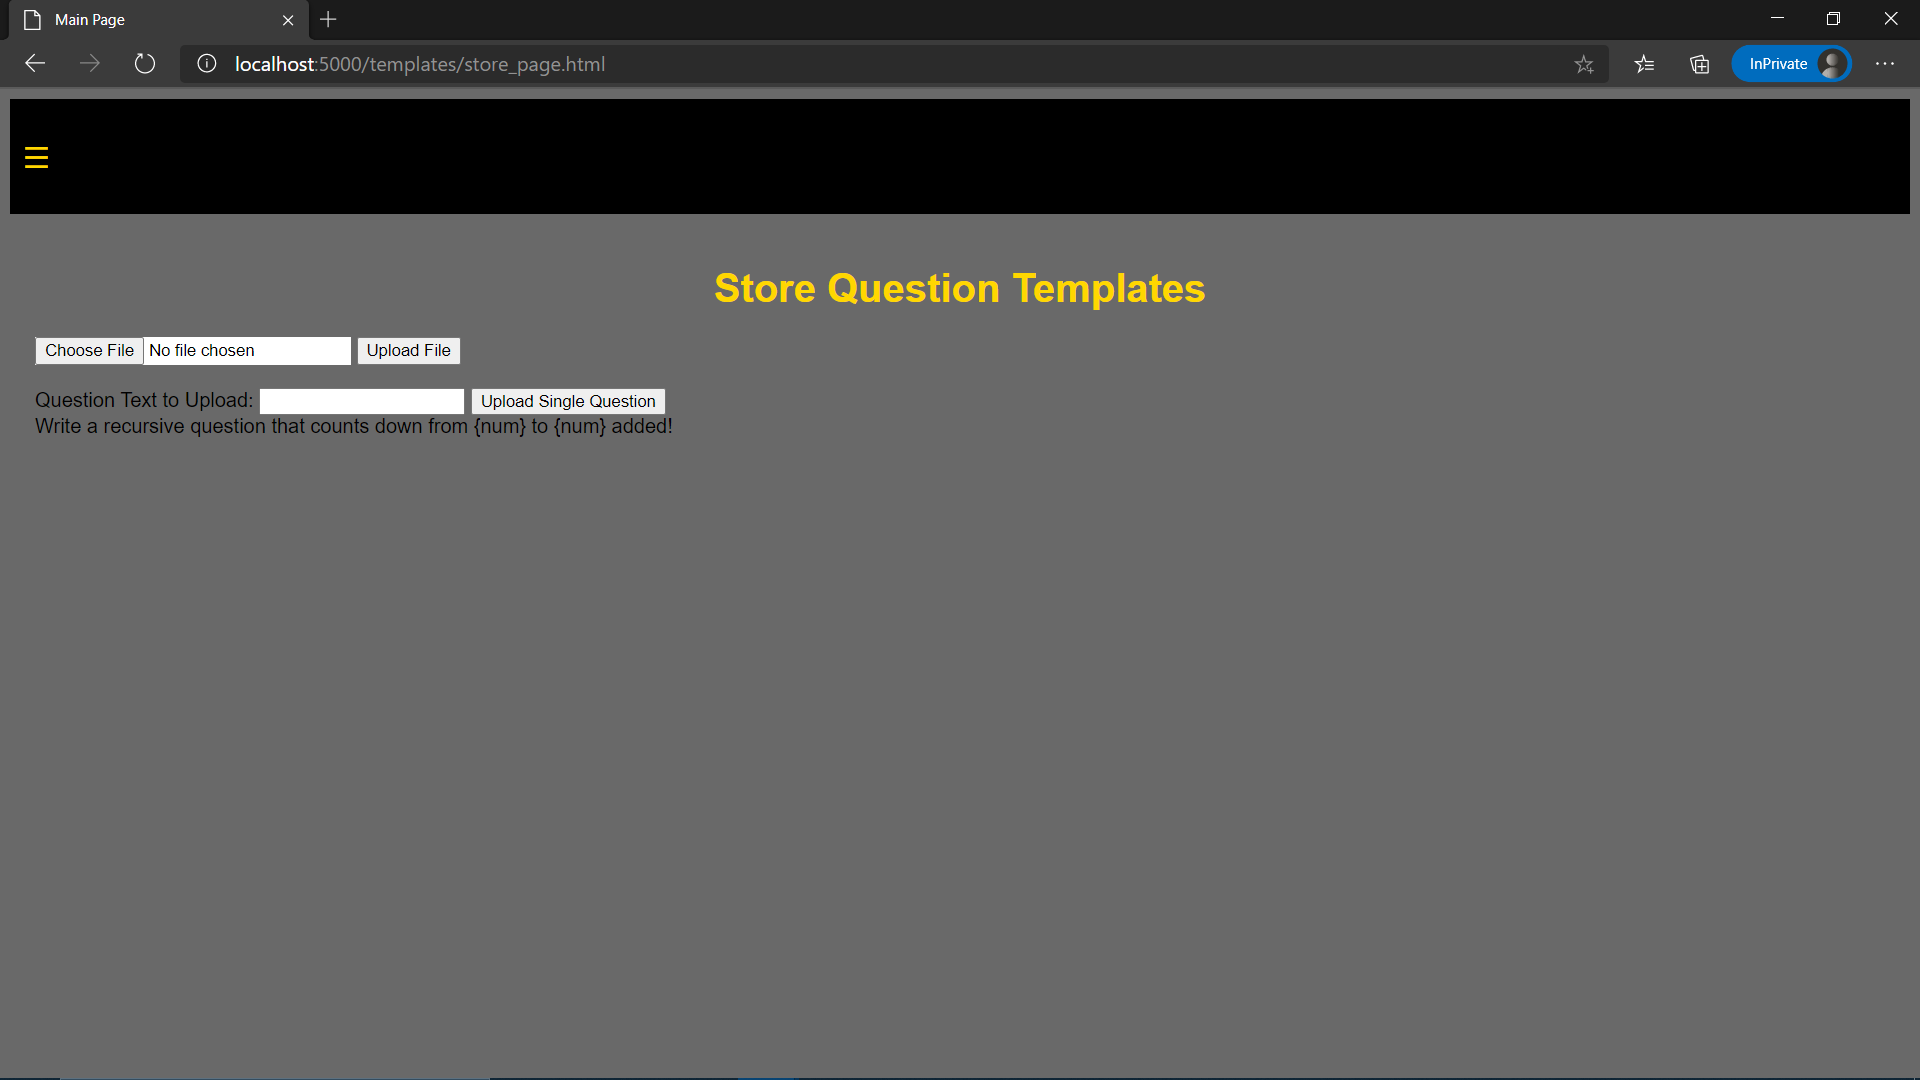 Main Page
localhost:5000/templates/store_page.html
InPrivate
Store Question Templates
Choose File No file chosen Upload File
Question Text to Upload: Upload Single Question
Write a recursive question that counts down from {num} to {num} added!